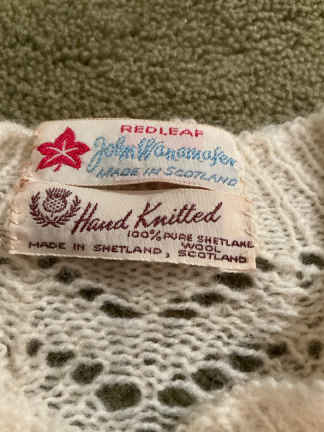 REDLEAF
John Wanamaker
MADE IN SCOTLAND
Hand Knitted
100% PURE SHETLAND
WOOL
MADE IN SHETLAND, SCOTLAND